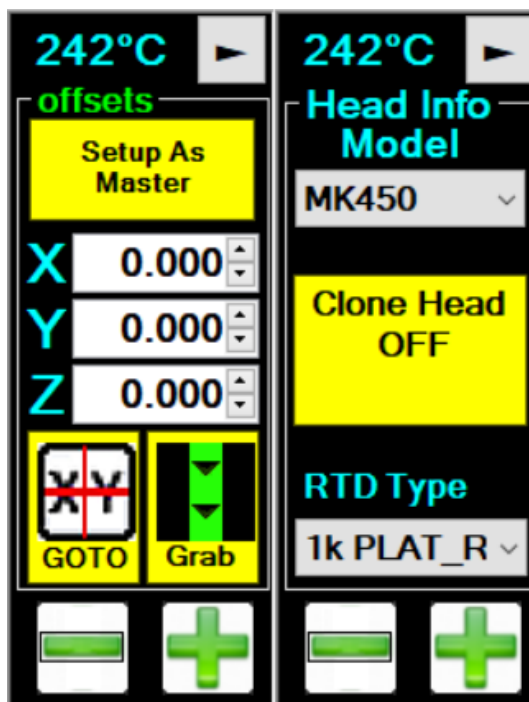 242°C
offsets
Setup As
Master
X 0.000
Y 0.000
Z 0.000
XY
GOTO
Grab
242°C
Head Info
Model
MK450
Clone Head
OFF
RTD Type
1k PLAT_R